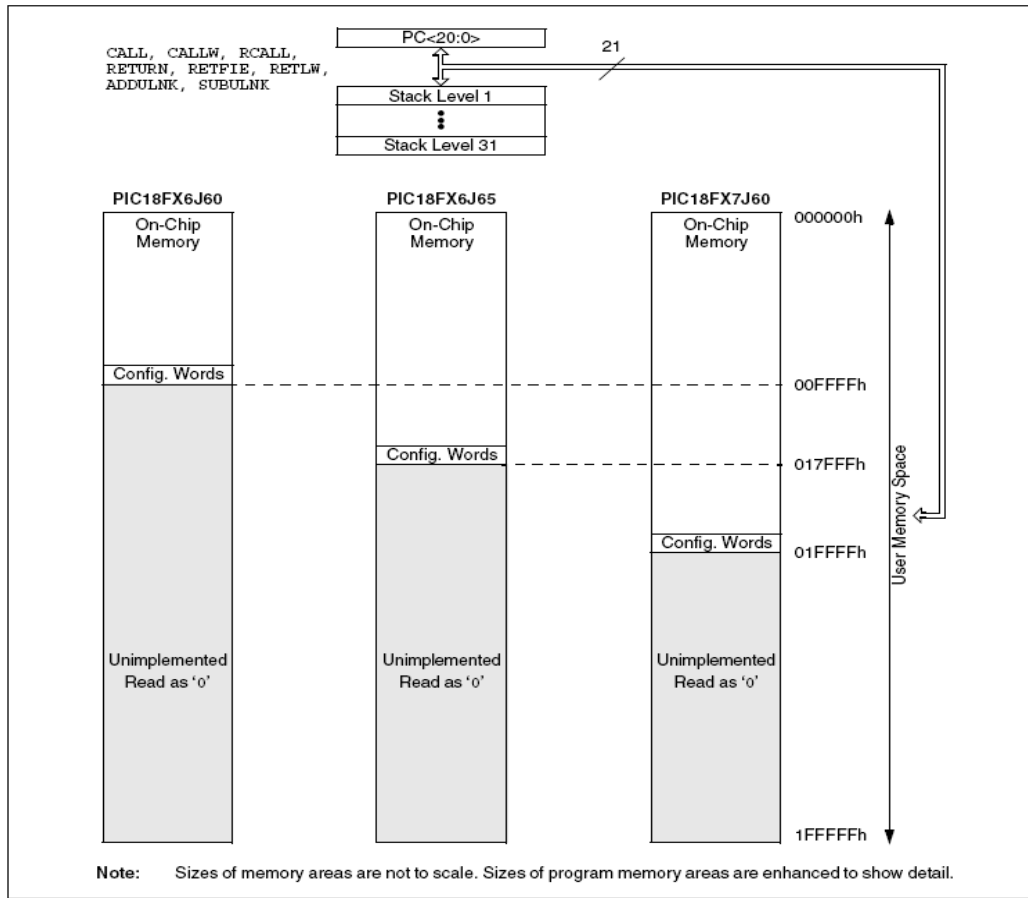 PC<20:0>
21
CALL, CALLW, RCALL,
RETURN, RETFIE, RETLW,
ADDULNK, SUBULNK
Stack Level 1
Stack Level 31
PIC18FX6J60
PIC18FX6J65
PIC18FX7J60
On-Chip
Memory
On-Chip
Memory
On-Chip
Memory
000000h
Config. Words
00FFFFh
Config. Words
017FFFh
Config. Words
01FFFFh
User Memory Space
Unimplemented
Read as ‘0’
Unimplemented
Read as ‘0’
Unimplemented
Read as ‘0’
1FFFFFh
Note: Sizes of memory areas are not to scale. Sizes of program memory areas are enhanced to show detail.